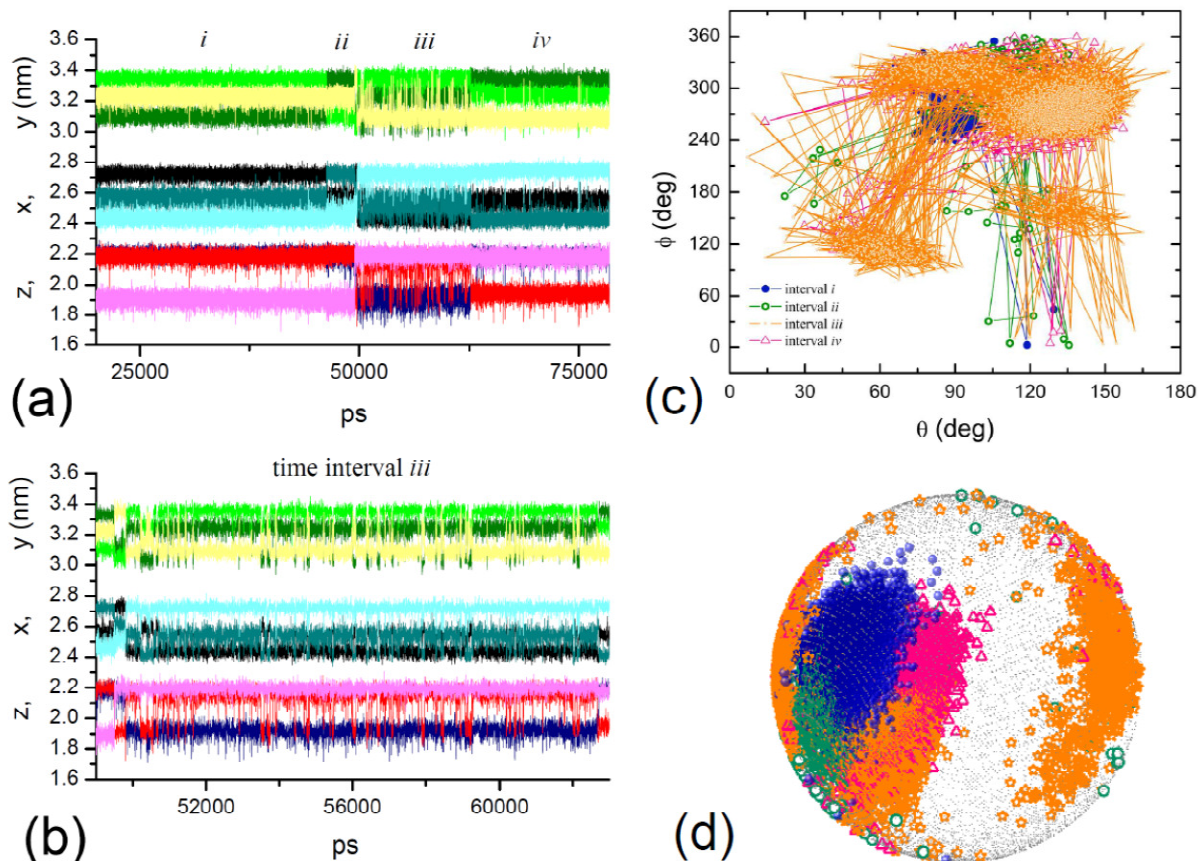 i ii iii iv
3.6
3.4
3.2
3.0
2.8
2.6
2.4
2.2
2.0
1.8
1.6
z, x, y (nm)
25000 50000 75000
ps
(a)
time interval iii
3.6
3.4
3.2
3.0
2.8
2.6
2.4
2.2
2.0
1.8
1.6
z, x, y (nm)
52000 56000 60000
ps
(b)
360
300
240
180
120
60
0
ϕ (deg)
interval i
interval ii
interval iii
interval iv
0 30 60 90 120 150 180
θ (deg)
(c)
(d)